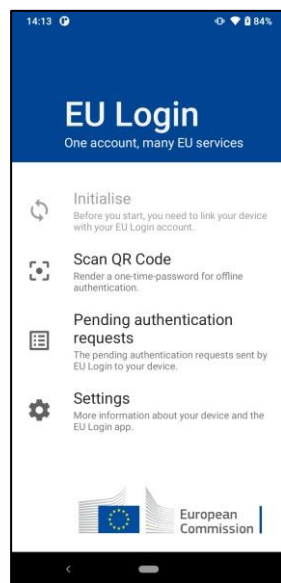 14:13 84%
EU Login
One account, many EU services
Initialise
Before you start, you need to link your device
with your EU Login account.
Scan QR Code
Render a one-time-password for offline
authentication.
Pending authentication
requests
The pending authentication requests sent by
EU Login to your device.
Settings
More information about your device and the
EU Login app.
European
Commission